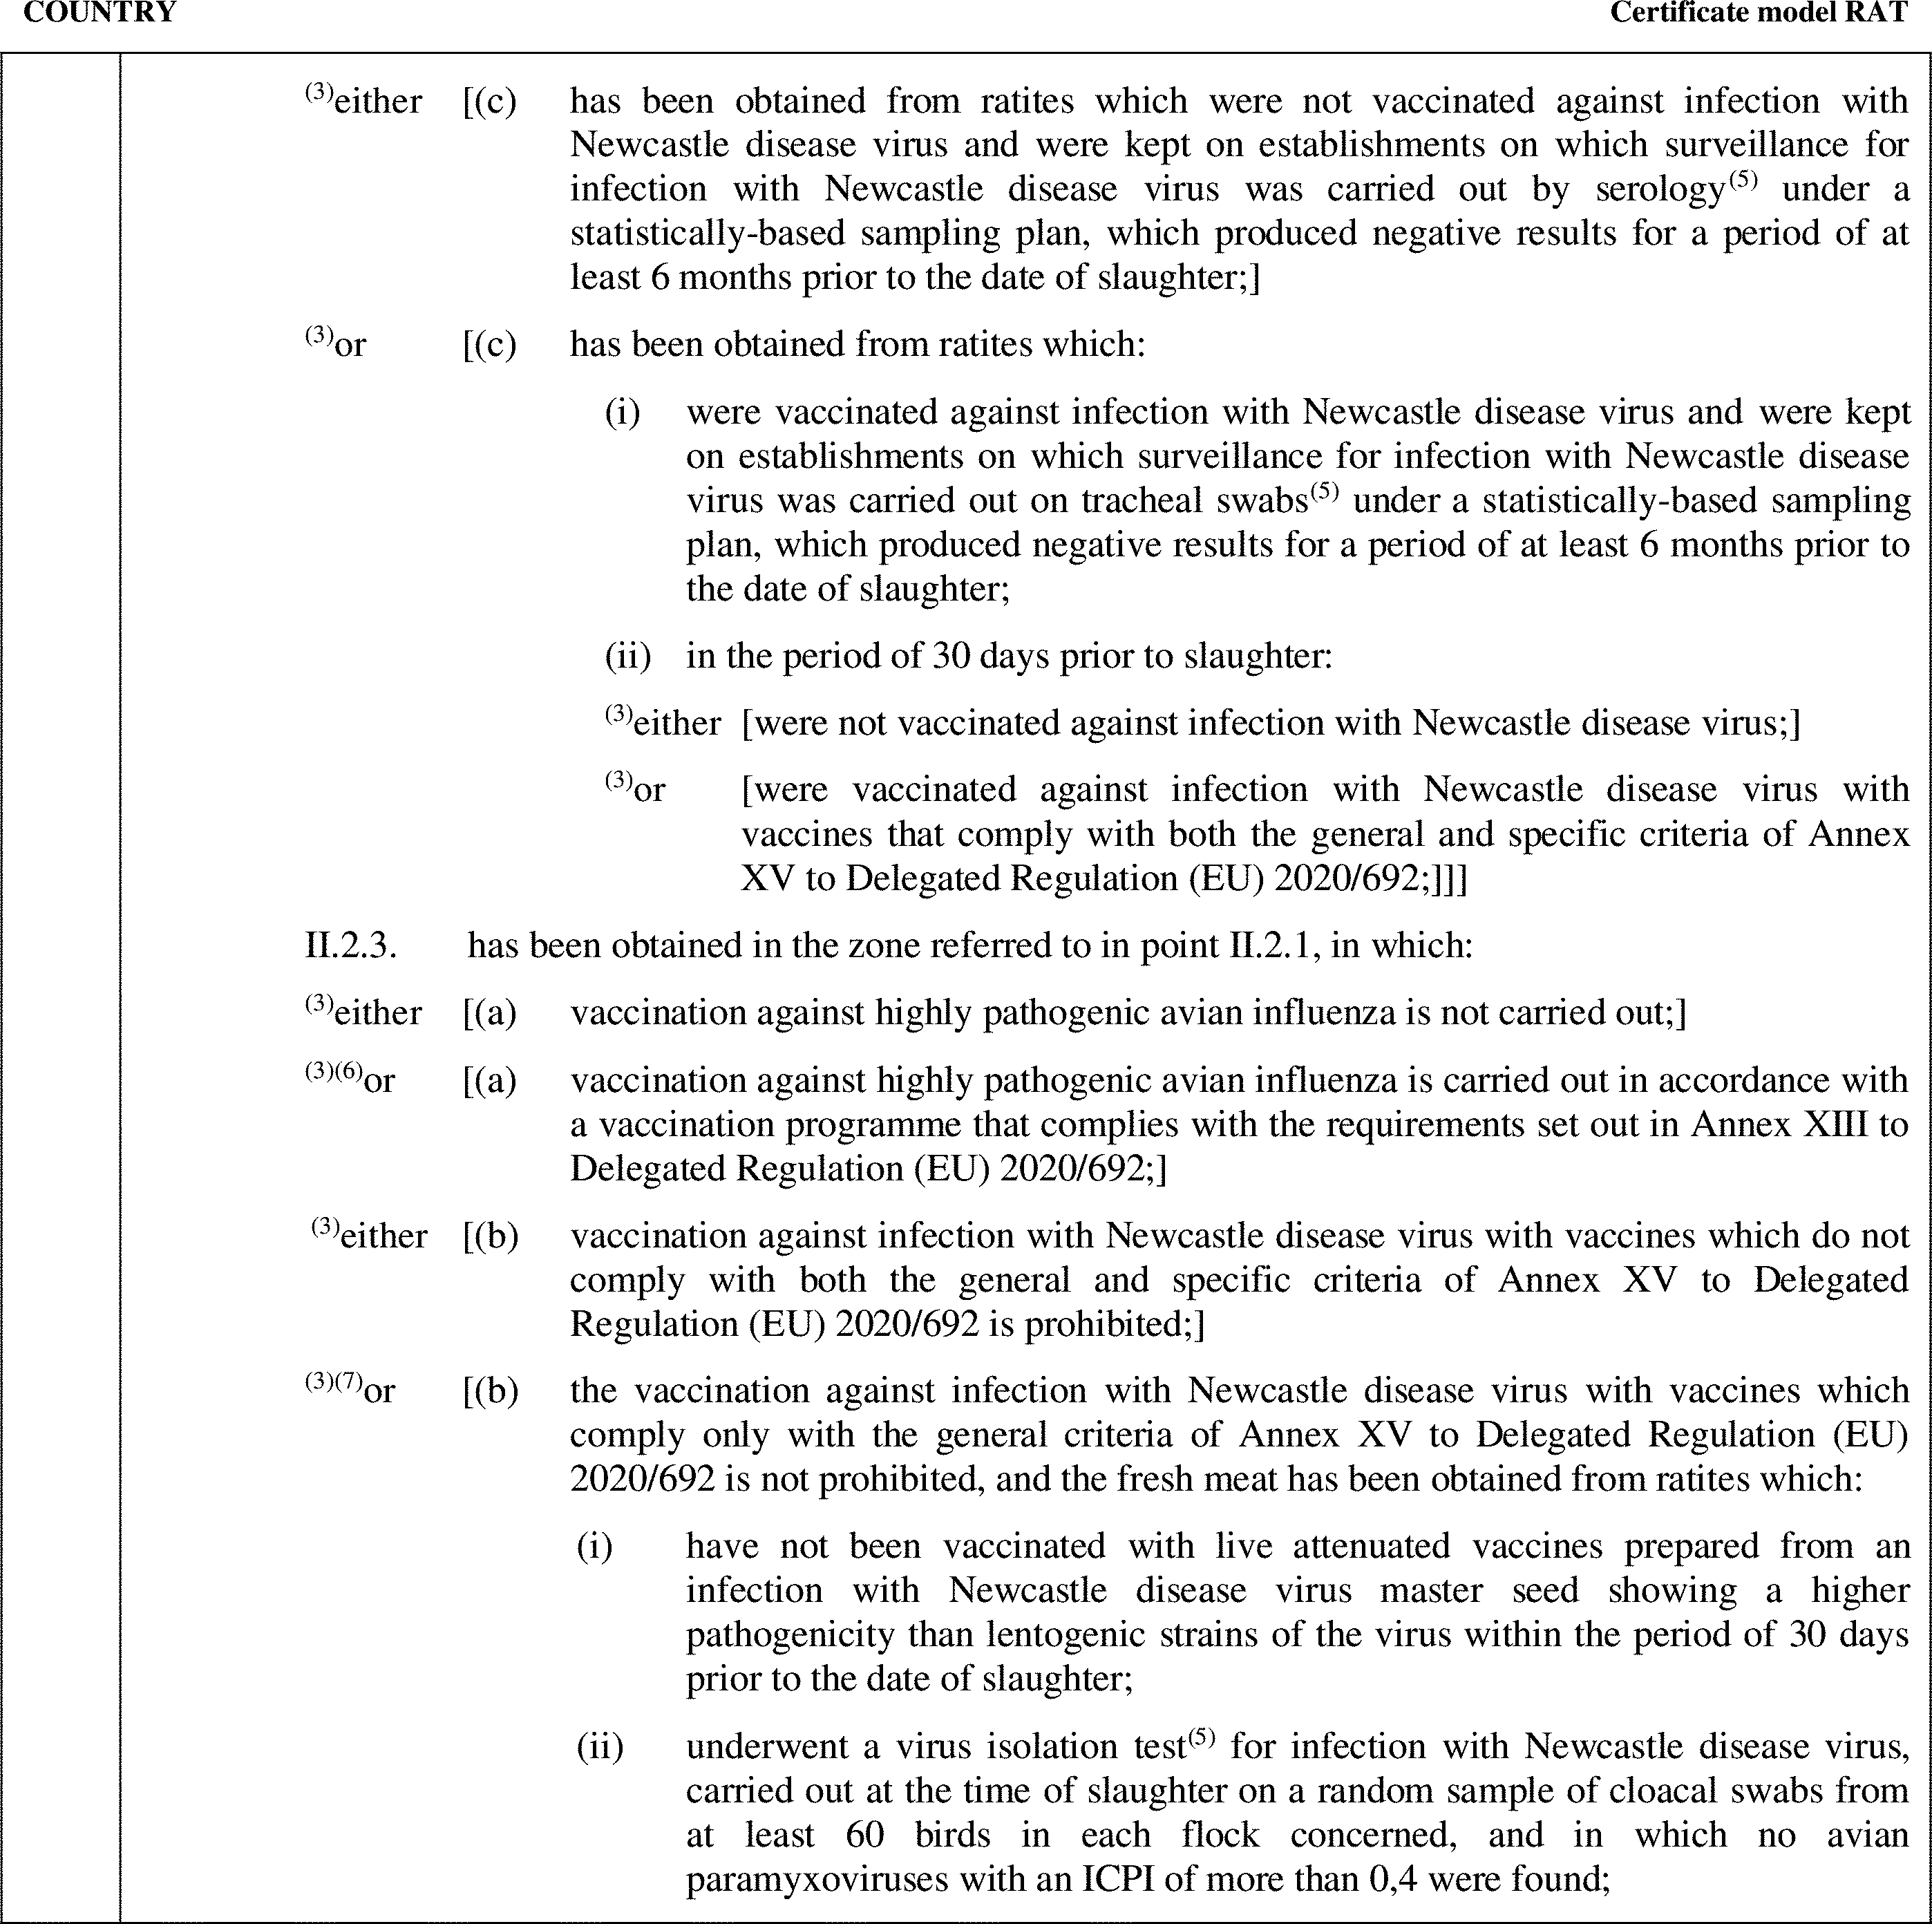 COUNTRY Certificate model RAT
(3)either [(c) has been obtained from ratites which were not vaccinated against infection with
Newcastle disease virus and were kept on establishments on which surveillance for
infection with Newcastle disease virus was carried out by serology(5) under a
statistically-based sampling plan, which produced negative results for a period of at
least 6 months prior to the date of slaughter;]
(3)or [(c) has been obtained from ratites which:
(i) were vaccinated against infection with Newcastle disease virus and were kept
on establishments on which surveillance for infection with Newcastle disease
virus was carried out on tracheal swabs(5) under a statistically-based sampling
plan, which produced negative results for a period of at least 6 months prior to
the date of slaughter;
(ii) in the period of 30 days prior to slaughter:
(3)either [were not vaccinated against infection with Newcastle disease virus;]
(3)or [were vaccinated against infection with Newcastle disease virus with
vaccines that comply with both the general and specific criteria of Annex
XV to Delegated Regulation (EU) 2020/692;]]]
II.2.3. has been obtained in the zone referred to in point II.2.1, in which:
(3)either [(a) vaccination against highly pathogenic avian influenza is not carried out;]
(3)(6)or [(a) vaccination against highly pathogenic avian influenza is carried out in accordance with
a vaccination programme that complies with the requirements set out in Annex XIII to
Delegated Regulation (EU) 2020/692;]
(3)either [(b) vaccination against infection with Newcastle disease virus with vaccines which do not
comply with both the general and specific criteria of Annex XV to Delegated
Regulation (EU) 2020/692 is prohibited;]
(3)(7)or [(b) the vaccination against infection with Newcastle disease virus with vaccines which
comply only with the general criteria of Annex XV to Delegated Regulation (EU)
2020/692 is not prohibited, and the fresh meat has been obtained from ratites which:
(i) have not been vaccinated with live attenuated vaccines prepared from an
infection with Newcastle disease virus master seed showing a higher
pathogenicity than lentogenic strains of the virus within the period of 30 days
prior to the date of slaughter;
(ii) underwent a virus isolation test(5) for infection with Newcastle disease virus,
carried out at the time of slaughter on a random sample of cloacal swabs from
at least 60 birds in each flock concerned, and in which no avian
paramyxoviruses with an ICPI of more than 0,4 were found;